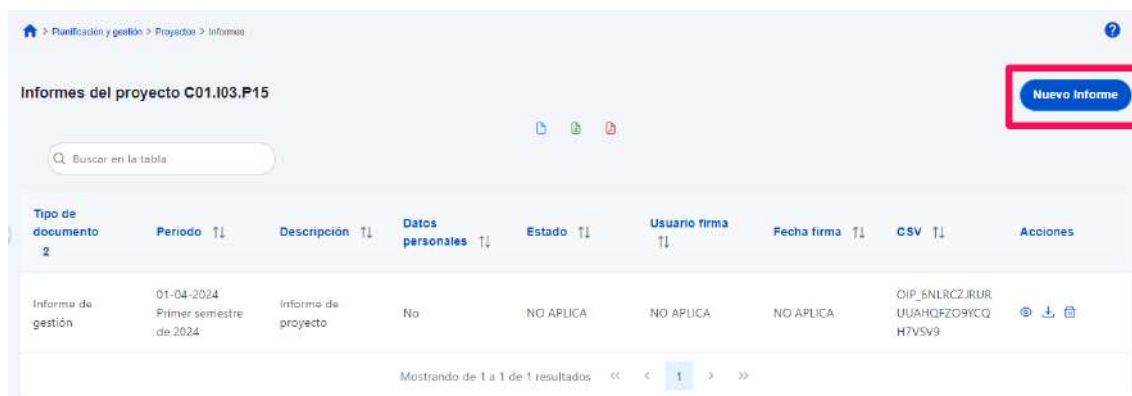 > Planificación y gestión > Proyectos > Informes
Informes del proyecto C01.I03.P15
Nuevo Informe
Buscar en la tabla
Tipo de documento 2
Periodo
Descripción
Datos personales
Estado
Usuario firma
Fecha firma
CSV
Acciones
Informe de gestión
01-04-2024
Primer semestre
de 2024
Informe de
proyecto
No
NO APLICA
NO APLICA
NO APLICA
OIP_6NLRCZJRUR
UUAHQFZO9YCQ
H7VSV9
Mostrando de 1 a 1 de 1 resultados << < 1 > >>